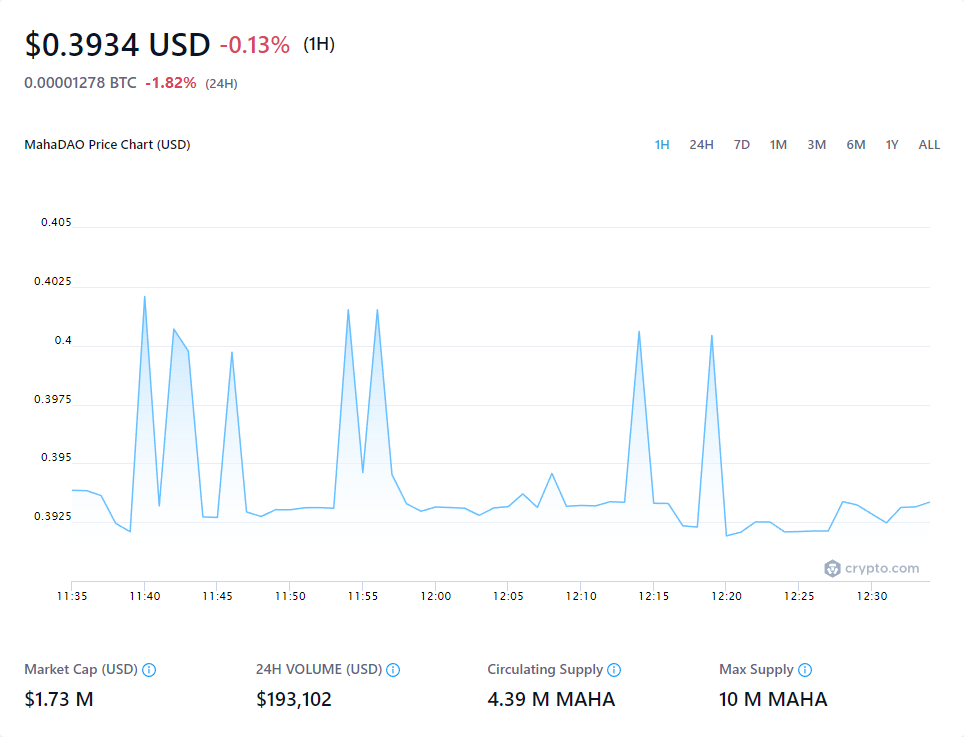 $0.3934 USD -0.13% (1H)
0.00001278 BTC -1.82% (24H)
MahaDAO Price Chart (USD) 1H 24H 7D 1M 3M 6M 1Y ALL
0.405
0.4025
0.4
0.3975
0.395
0.3925
crypto.com
11:35 11:40 11:45 11:50 11:55 12:00 12:05 12:10 12:15 12:20 12:25 12:30
Market Cap (USD) 24H VOLUME (USD) Circulating Supply Max Supply
$1.73 M $193,102 4.39 M MAHA 10 M MAHA